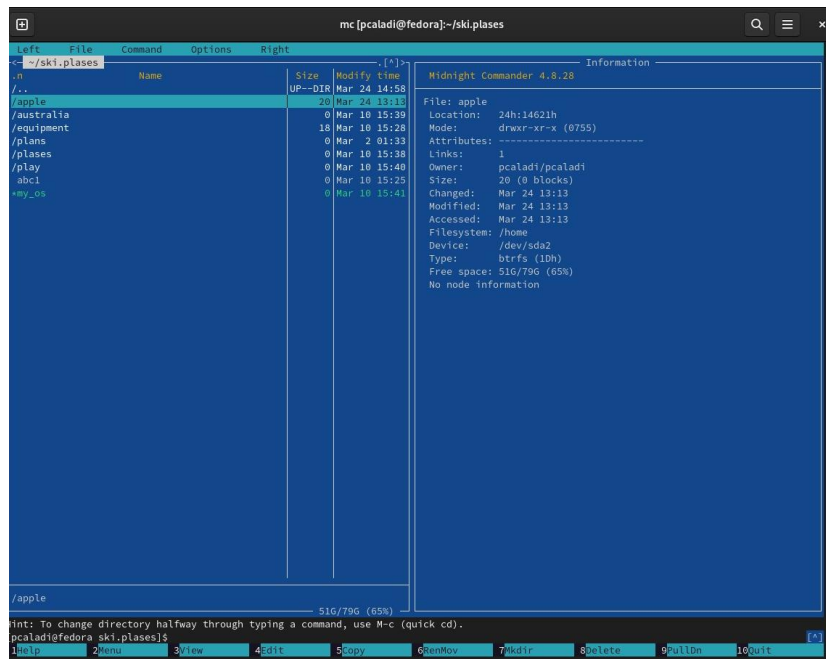 mc [pcaladi@fedora]:~/ski.plases
Left File Command Options Right
<- ~/ski.plases .[^]>
.n Name Size Modify time
/.. UP--DIR Mar 24 14:58
/apple 20 Mar 24 13:13
/australia 0 Mar 10 15:39
/equipment 18 Mar 10 15:28
/plans 0 Mar 2 01:33
/plases 0 Mar 10 15:38
/play 0 Mar 10 15:40
abc1 0 Mar 10 15:25
*my_os 0 Mar 10 15:41
/apple
51G/79G (65%)
Information
Midnight Commander 4.8.28
File: apple
Location: 24h:14621h
Mode: drwxr-xr-x (0755)
Attributes: ------------------------
Links: 1
Owner: pcaladi/pcaladi
Size: 20 (0 blocks)
Changed: Mar 24 13:13
Modified: Mar 24 13:13
Accessed: Mar 24 13:13
Filesystem: /home
Device: /dev/sda2
Type: btrfs (1Dh)
Free space: 51G/79G (65%)
No node information
Hint: To change directory halfway through typing a command, use M-c (quick cd).
[pcaladi@fedora ski.plases]$ [^]
1Help 2Menu 3View 4Edit 5Copy 6RenMov 7Mkdir 8Delete 9PullDn 10Quit